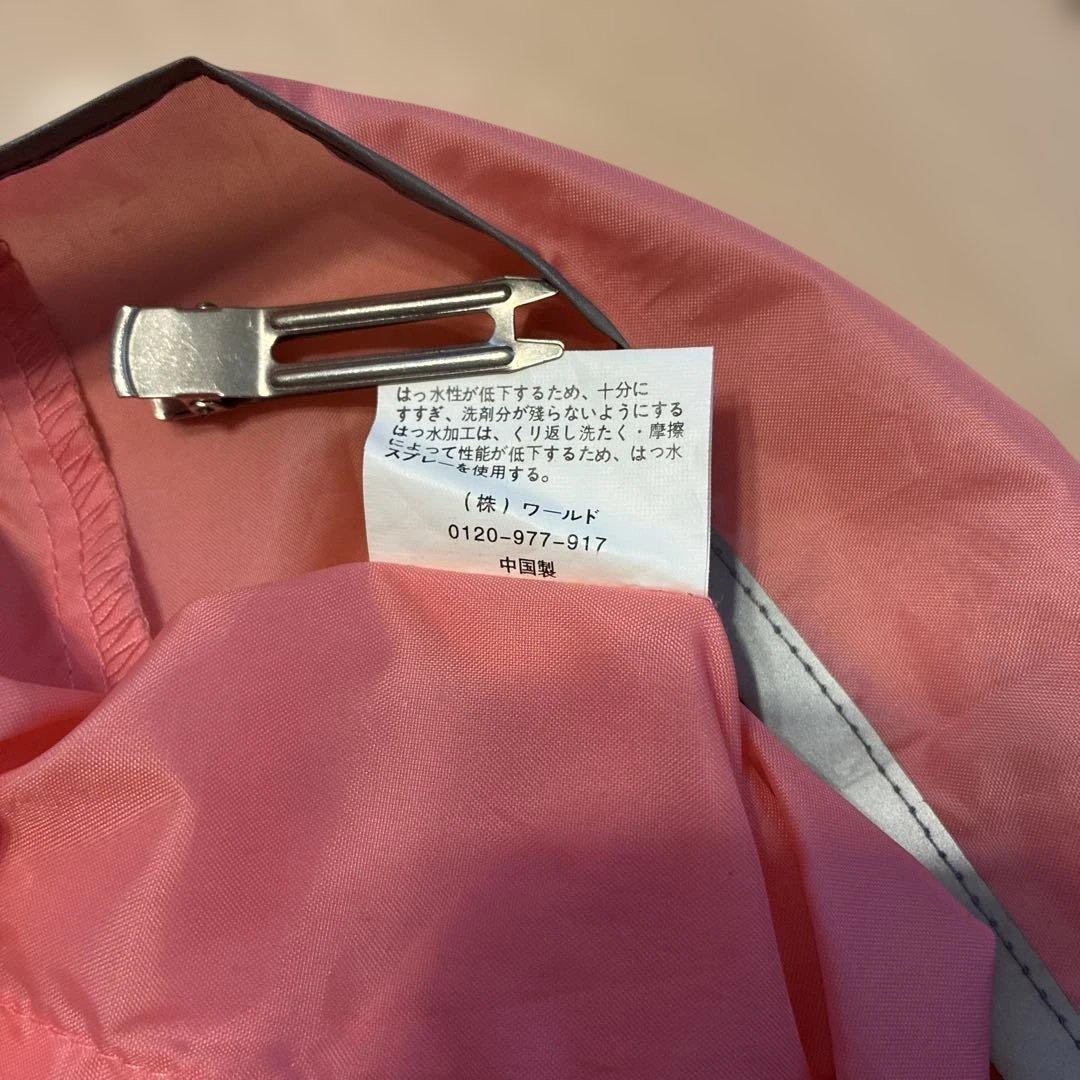 はっ水性が低下するため、十分に
すすぎ、洗剤分が残らないようにする
はっ水加工は、くり返し洗たく・摩擦
によって性能が低下するため、はっ水
スプレーを使用する。
(株)ワールド
0120-977-917
中国製